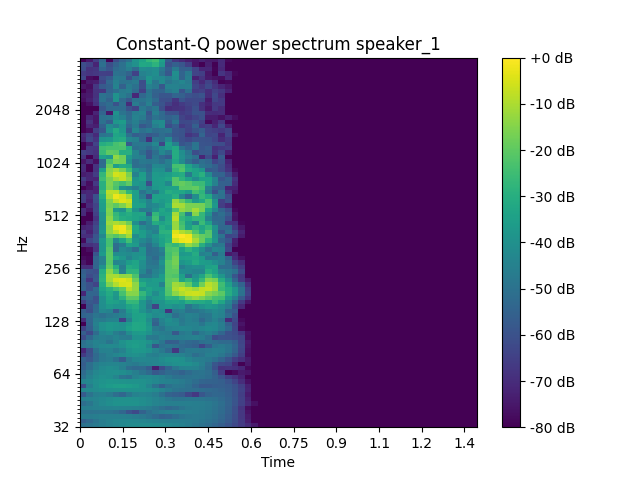 Constant-Q power spectrum speaker_1
Hz
2048
1024
512
256
128
64
32
0 0.15 0.3 0.45 0.6 0.75 0.9 1.1 1.2 1.4
Time
+0 dB
-10 dB
-20 dB
-30 dB
-40 dB
-50 dB
-60 dB
-70 dB
-80 dB